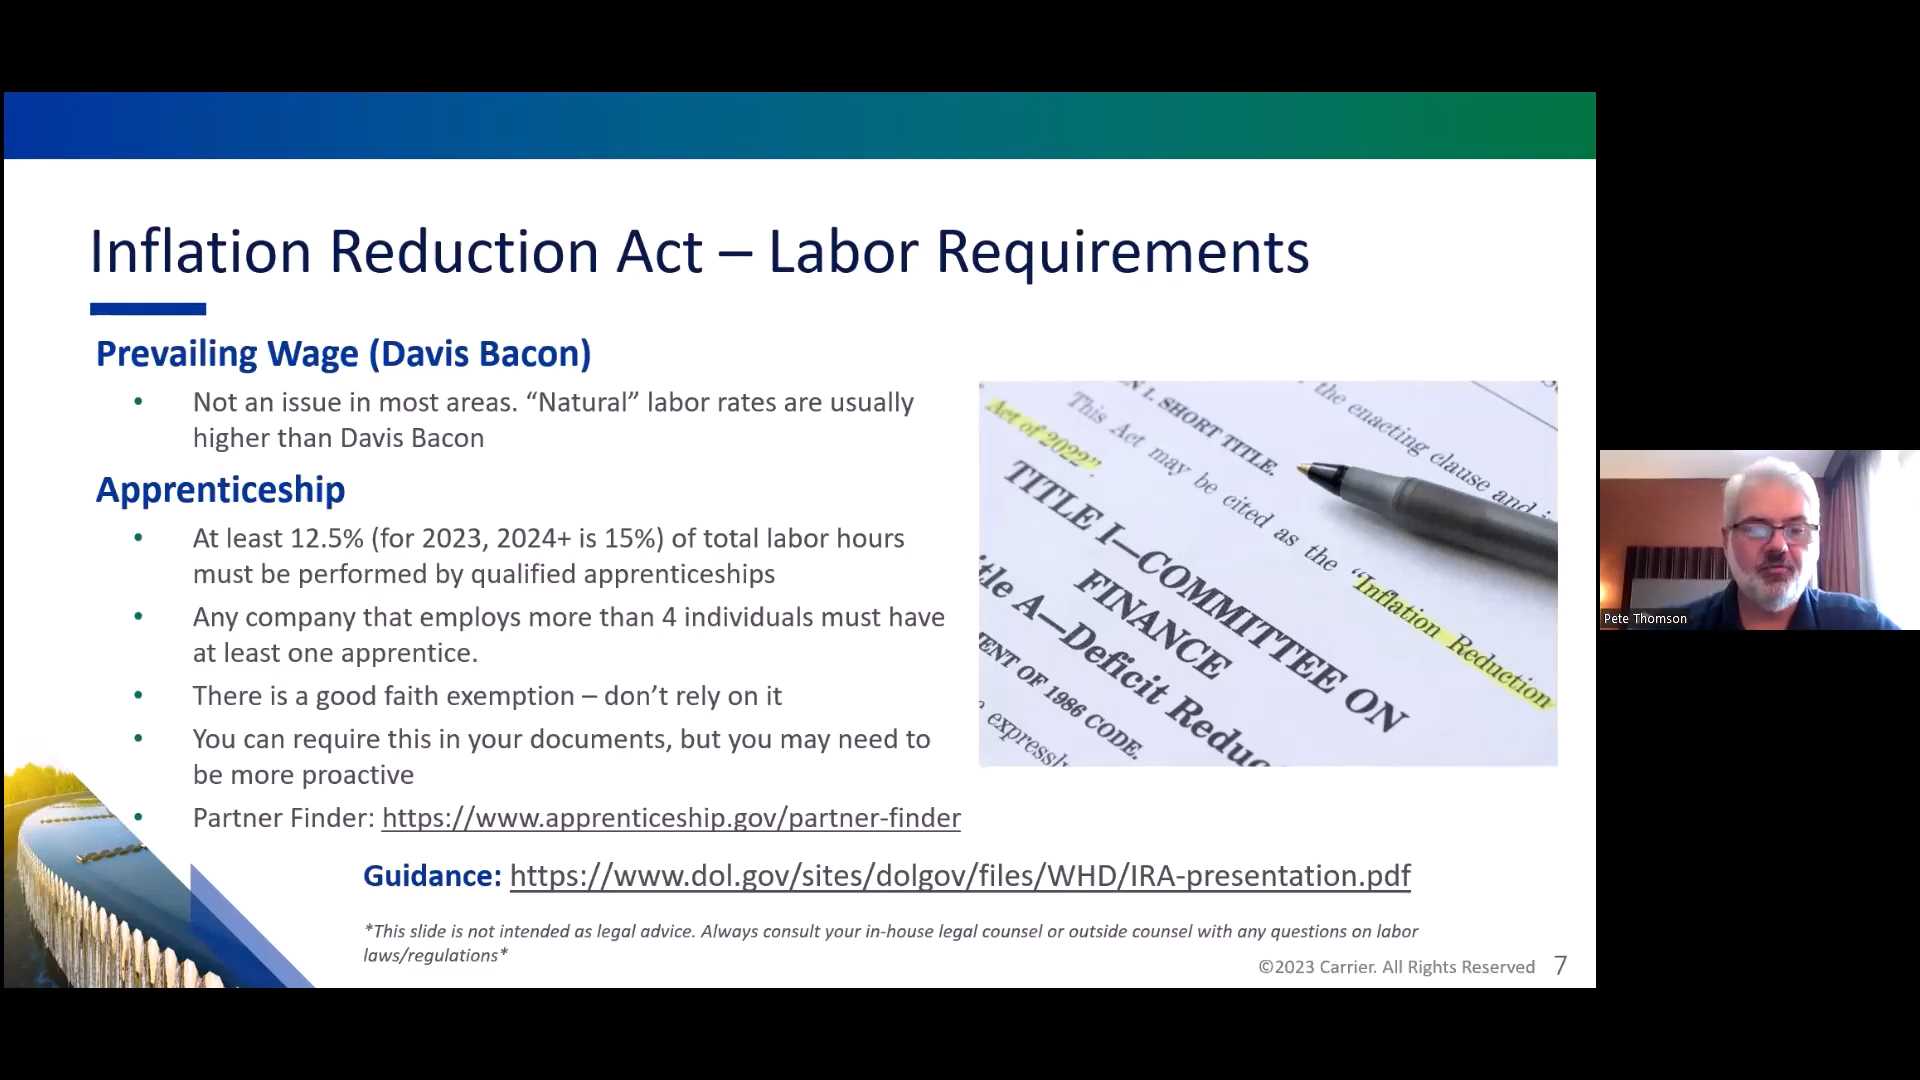 Inflation Reduction Act – Labor Requirements
Prevailing Wage (Davis Bacon)
• Not an issue in most areas. “Natural” labor rates are usually
higher than Davis Bacon
Apprenticeship
• At least 12.5% (for 2023, 2024+ is 15%) of total labor hours
must be performed by qualified apprenticeships
• Any company that employs more than 4 individuals must have
at least one apprentice.
• There is a good faith exemption – don’t rely on it
• You can require this in your documents, but you may need to
be more proactive
• Partner Finder: https://www.apprenticeship.gov/partner-finder
the enacting clause and
N 1. SHORT TITLE.
This Act may be cited as the “Inflation Reduction
Act of 2022”.
TITLE I—COMMITTEE ON
FINANCE
tle A—Deficit Reduc
ENT OF 1986 CODE.
expressly
Guidance: https://www.dol.gov/sites/dolgov/files/WHD/IRA-presentation.pdf
*This slide is not intended as legal advice. Always consult your in-house legal counsel or outside counsel with any questions on labor
laws/regulations*
©2023 Carrier. All Rights Reserved 7
Pete Thomson